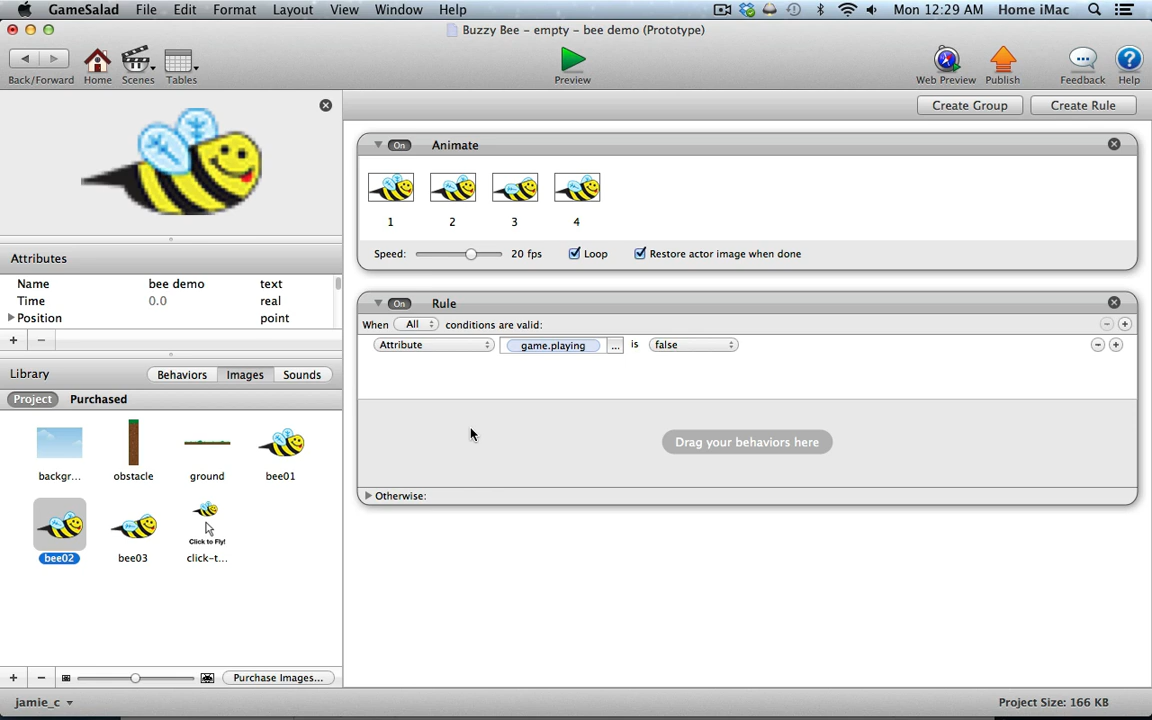 GameSalad File Edit Format Layout View Window Help Mon 12:29 AM Home iMac
Buzzy Bee – empty – bee demo (Prototype)
Back/Forward Home Scenes Tables Preview Web Preview Publish Feedback Help
Create Group Create Rule
On Animate
1 2 3 4
Speed: 20 fps Loop Restore actor image when done
Attributes
Name bee demo text
Time 0.0 real
Position point
On Rule
When All conditions are valid:
Attribute game.playing ... is false
Library Behaviors Images Sounds
Project Purchased
backgr... obstacle ground bee01
Drag your behaviors here
Otherwise:
Click to Fly!
bee02 bee03 click-t...
Purchase Images...
jamie_c Project Size: 166 KB